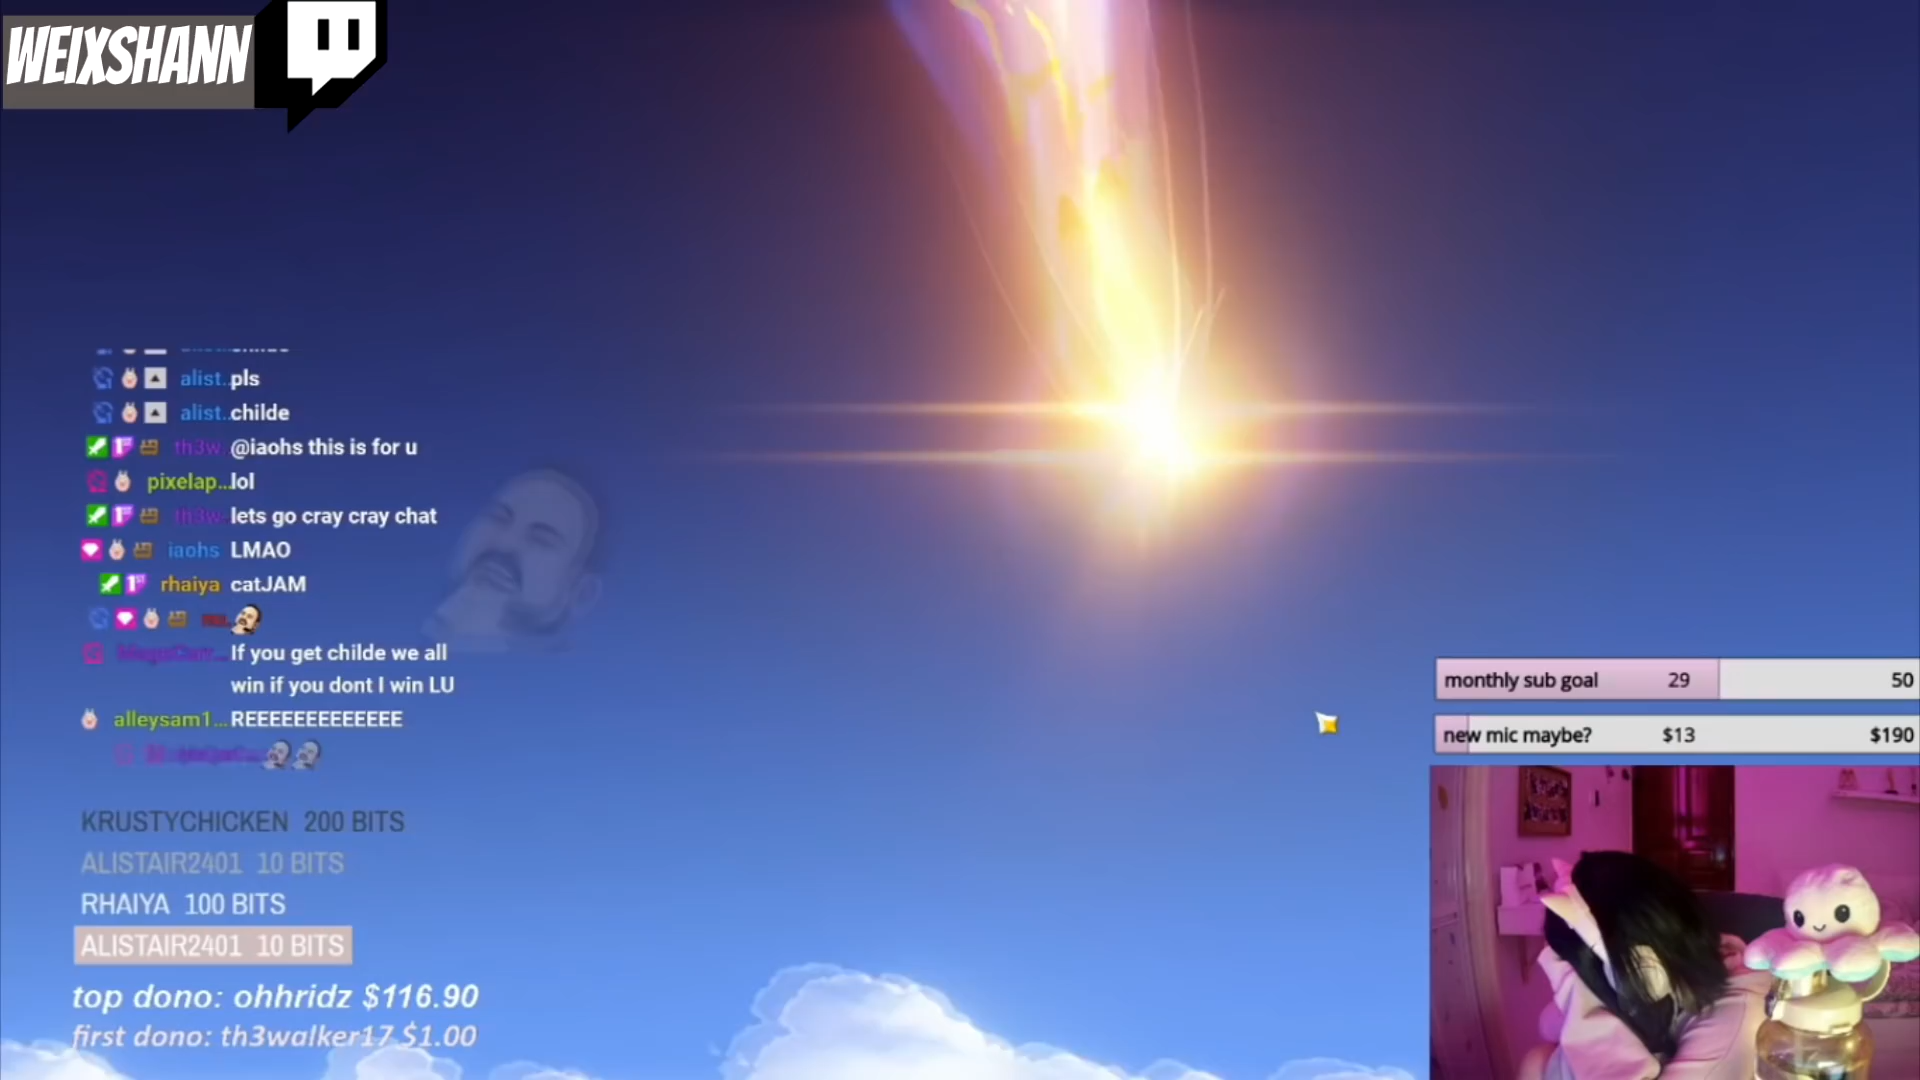 WEIXSHANN
alist.. pls
alist.. childe
th3w.. @iaohs this is for u
pixelap... lol
th3w.. lets go cray cray chat
iaohs LMAO
rhaiya catJAM
If you get childe we all
win if you dont I win LU
alleysam1... REEEEEEEEEEEEE
KRUSTYCHICKEN 200 BITS
ALISTAIR2401 10 BITS
RHAIYA 100 BITS
ALISTAIR2401 10 BITS
top dono: ohhridz $116.90
first dono: th3walker17 $1.00
monthly sub goal 29 50
new mic maybe? $13 $190